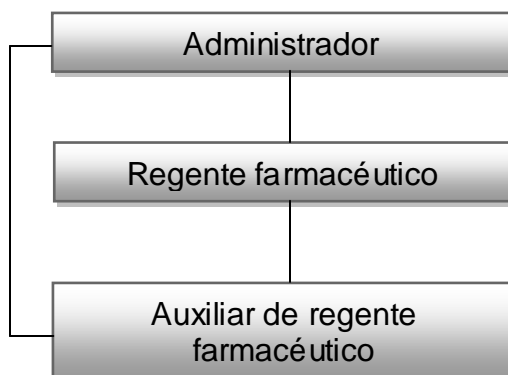 Administrador
Regente farmacéutico
Auxiliar de regente
farmacéutico